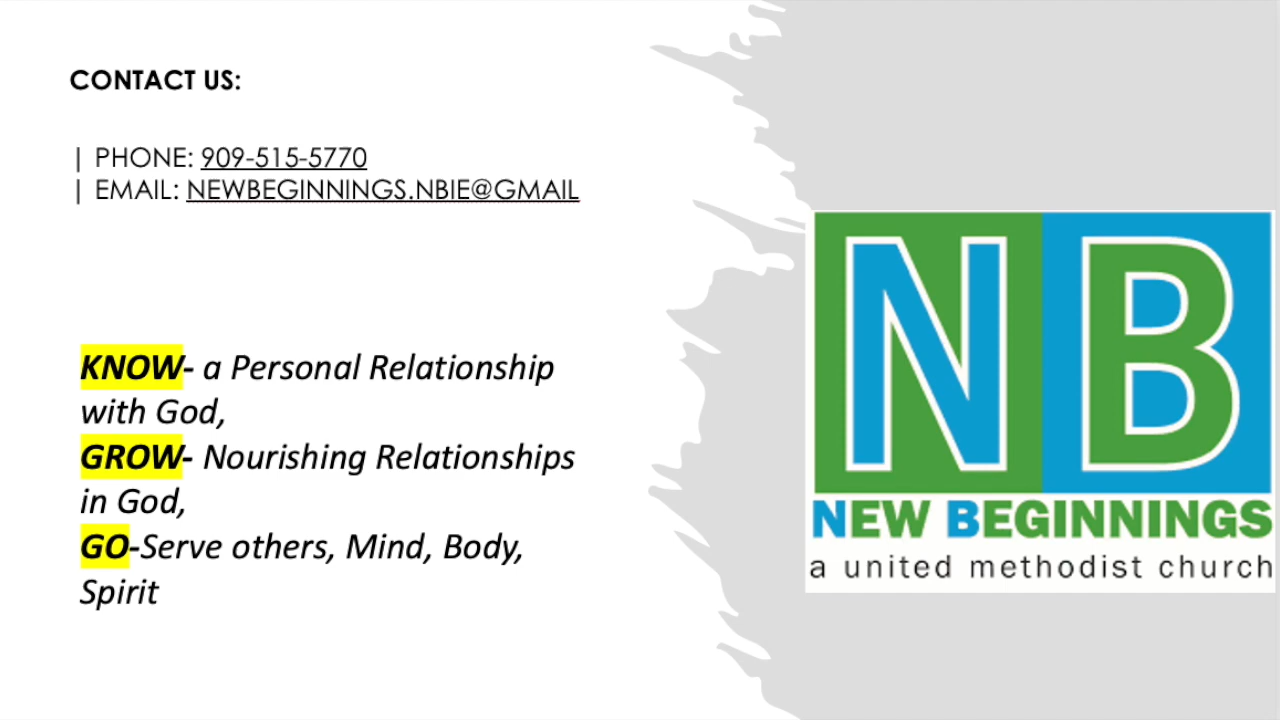 CONTACT US:
| PHONE: 909-515-5770
| EMAIL: NEWBEGINNINGS.NBIE@GMAIL
KNOW- a Personal Relationship
with God,
GROW- Nourishing Relationships
in God,
GO-Serve others, Mind, Body,
Spirit
NB
NEW BEGINNINGS
a united methodist church